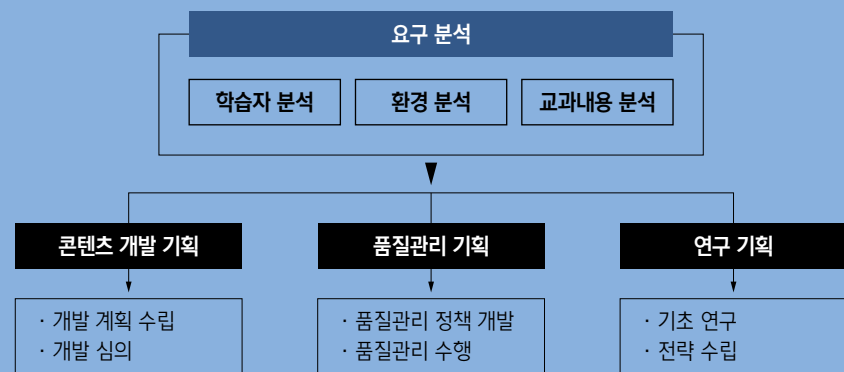 요구 분석
학습자 분석
환경 분석
교과내용 분석
콘텐츠 개발 기획
· 개발 계획 수립
· 개발 심의
품질관리 기획
· 품질관리 정책 개발
· 품질관리 수행
연구 기획
· 기초 연구
· 전략 수립